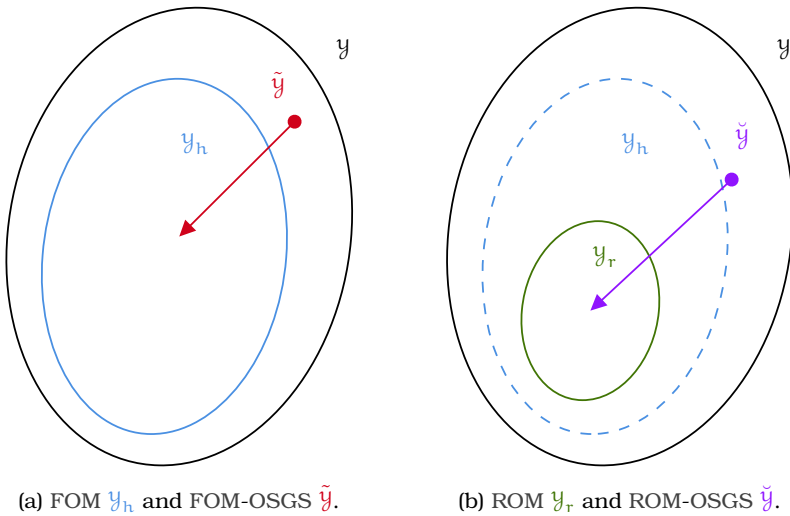 𝓎 𝓎
ỹ y̆
𝓎ₕ 𝓎ₕ
𝓎ᵣ
(a) FOM 𝓎ₕ and FOM-OSGS ỹ.
(b) ROM 𝓎ᵣ and ROM-OSGS y̆.